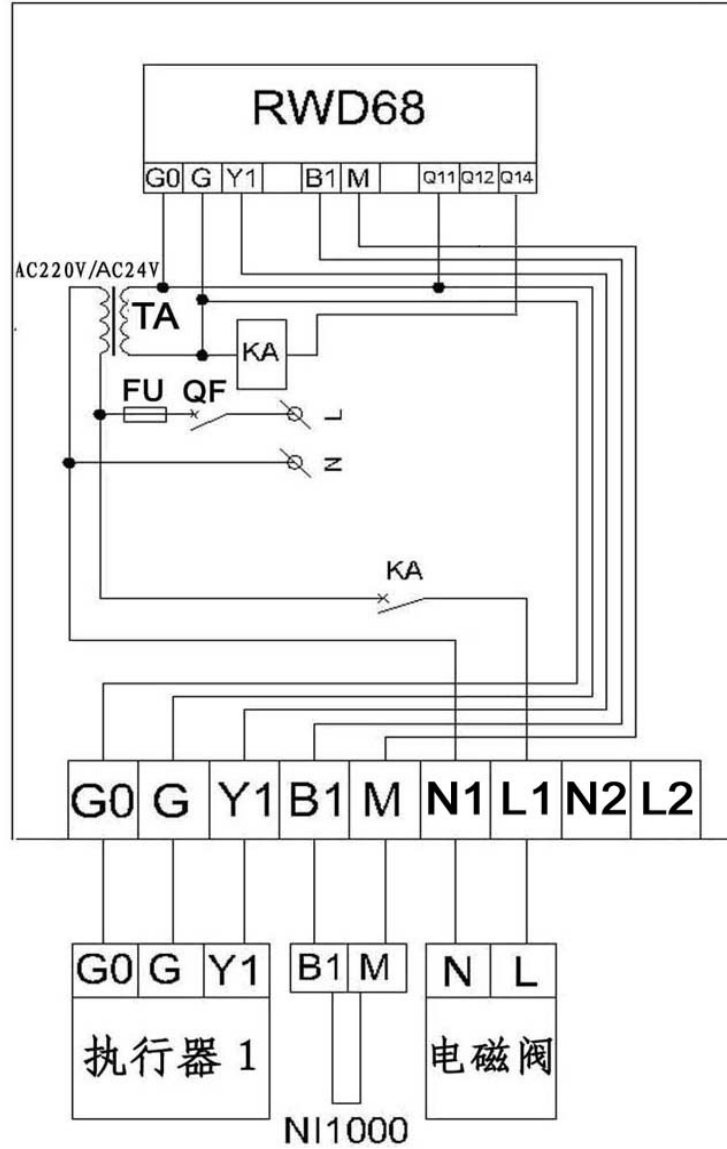 RWD68
G0 G Y1 B1 M Q11 Q12 Q14
AC220V/AC24V
TA
KA
FU QF
L
N
KA
G0 G Y1 B1 M N1 L1 N2 L2
G0 G Y1 B1 M N L
执行器1 电磁阀
NI1000